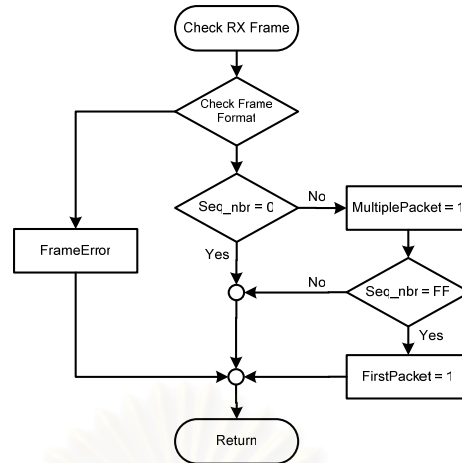 Check RX Frame
Check Frame
Format
Seq_nbr = 0
No
MultiplePacket = 1
FrameError
Yes
No
Seq_nbr = FF
Yes
FirstPacket = 1
Return